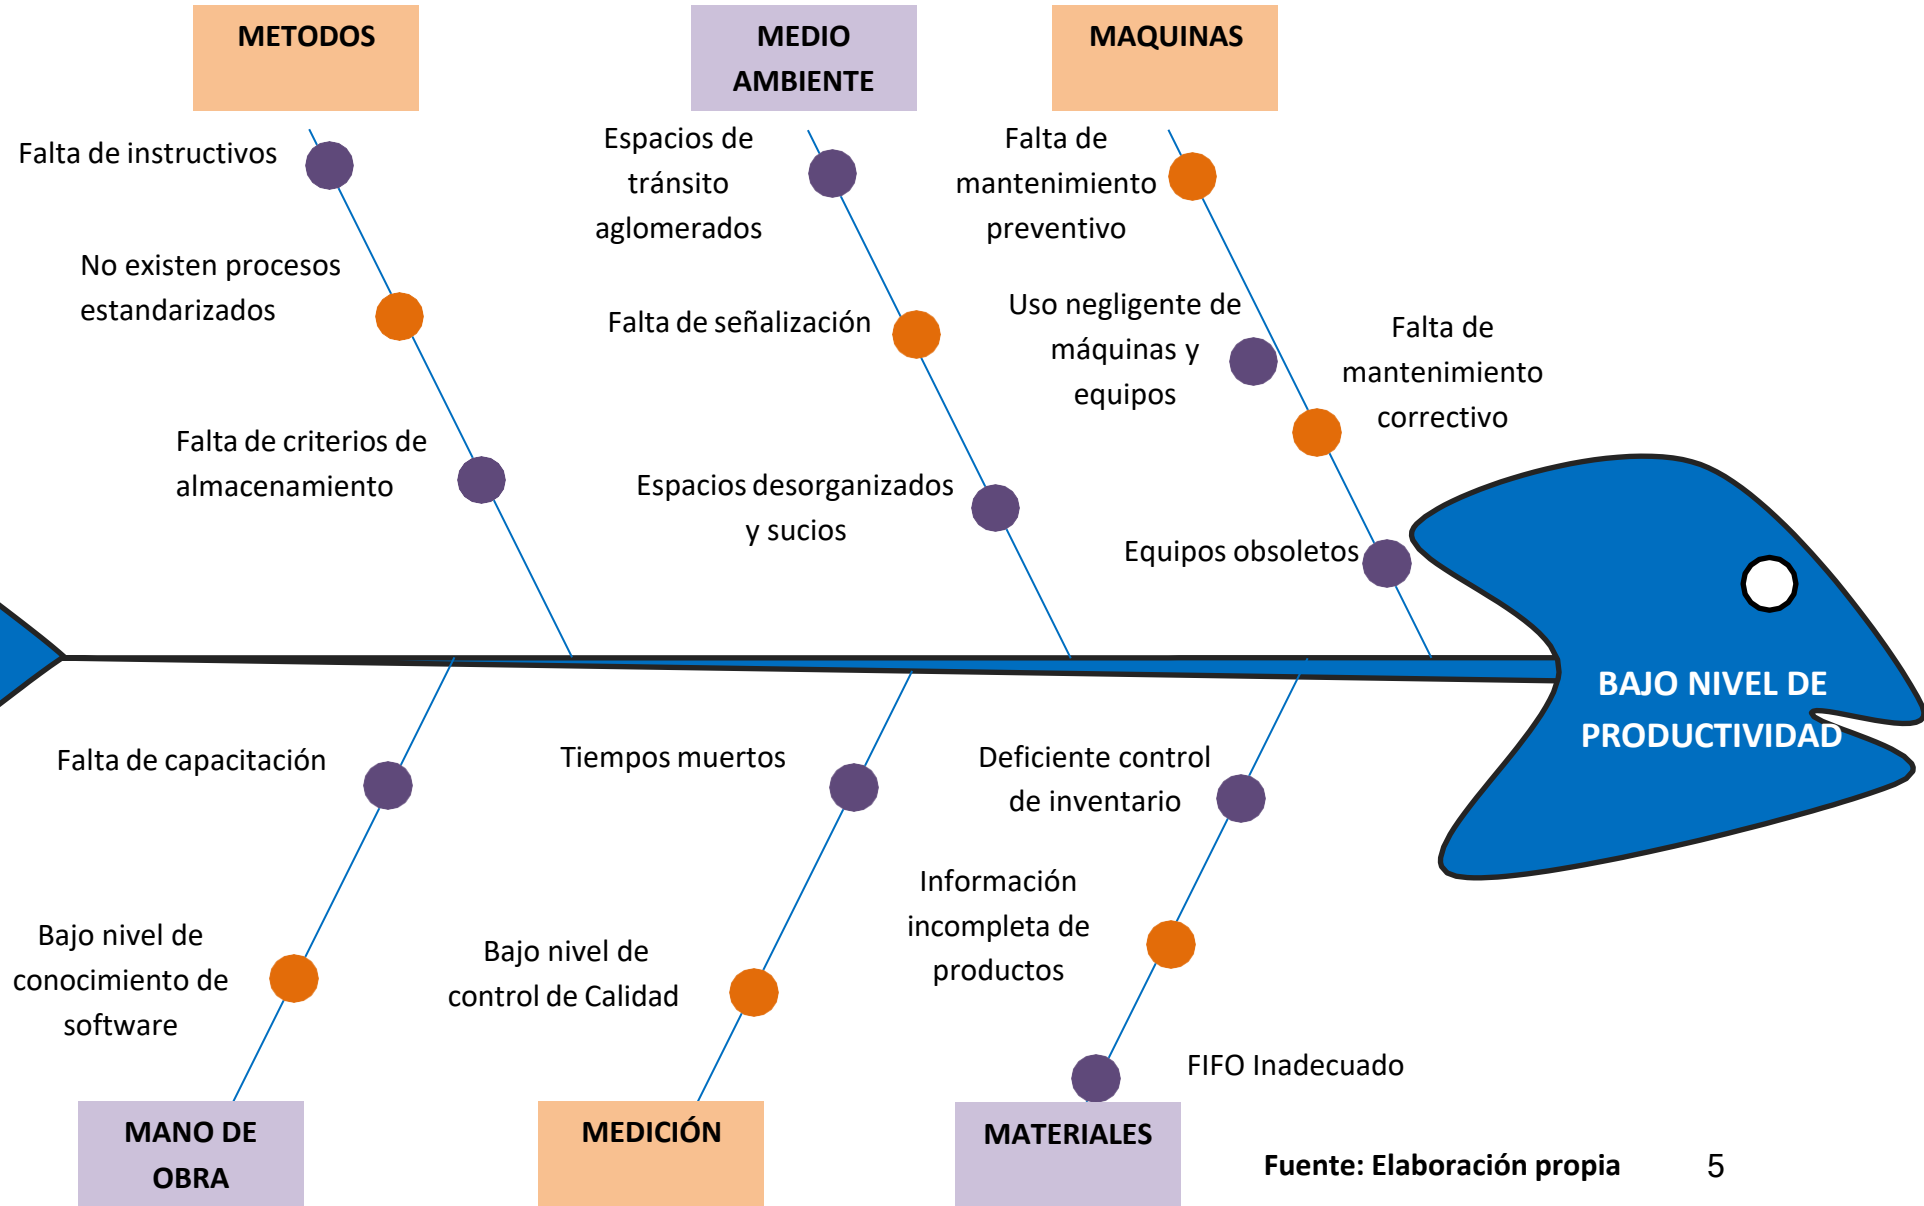 METODOS
MEDIO
AMBIENTE
MAQUINAS
Falta de instructivos
No existen procesos
estandarizados
Falta de criterios de
almacenamiento
Espacios de
tránsito
aglomerados
Falta de señalización
Espacios desorganizados
y sucios
Falta de
mantenimiento
preventivo
Uso negligente de
máquinas y
equipos
Falta de
mantenimiento
correctivo
Equipos obsoletos
BAJO NIVEL DE
PRODUCTIVIDAD
Falta de capacitación
Bajo nivel de
conocimiento de
software
Tiempos muertos
Bajo nivel de
control de Calidad
Deficiente control
de inventario
Información
incompleta de
productos
FIFO Inadecuado
MANO DE
OBRA
MEDICIÓN
MATERIALES
Fuente: Elaboración propia
5